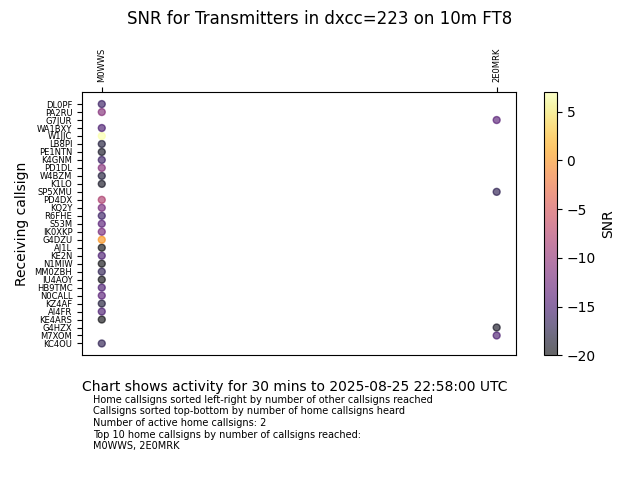 SNR for Transmitters in dxcc=223 on 10m FT8
M0WWS
2E0MRK
Receiving callsign
DL0PF
PA2RU
G7JUR
WA1BXY
W1IJC
LB8PI
PE1NTN
K4GNM
PD1DL
W4BZM
K1LO
SP5XMU
PD4DX
KQ2Y
R6FHE
S53M
IK0XKP
G4DZU
AJ1L
KE2N
N1MIW
MM0ZBH
IU4AOY
HB9TMC
N0CALL
KZ4AF
AI4FR
KE4ARS
G4HZX
M7XOM
KC4OU
5
0
−5
−10
−15
−20
SNR
Chart shows activity for 30 mins to 2025-08-25 22:58:00 UTC
Home callsigns sorted left-right by number of other callsigns reached
Callsigns sorted top-bottom by number of home callsigns heard
Number of active home callsigns: 2
Top 10 home callsigns by number of callsigns reached:
M0WWS, 2E0MRK